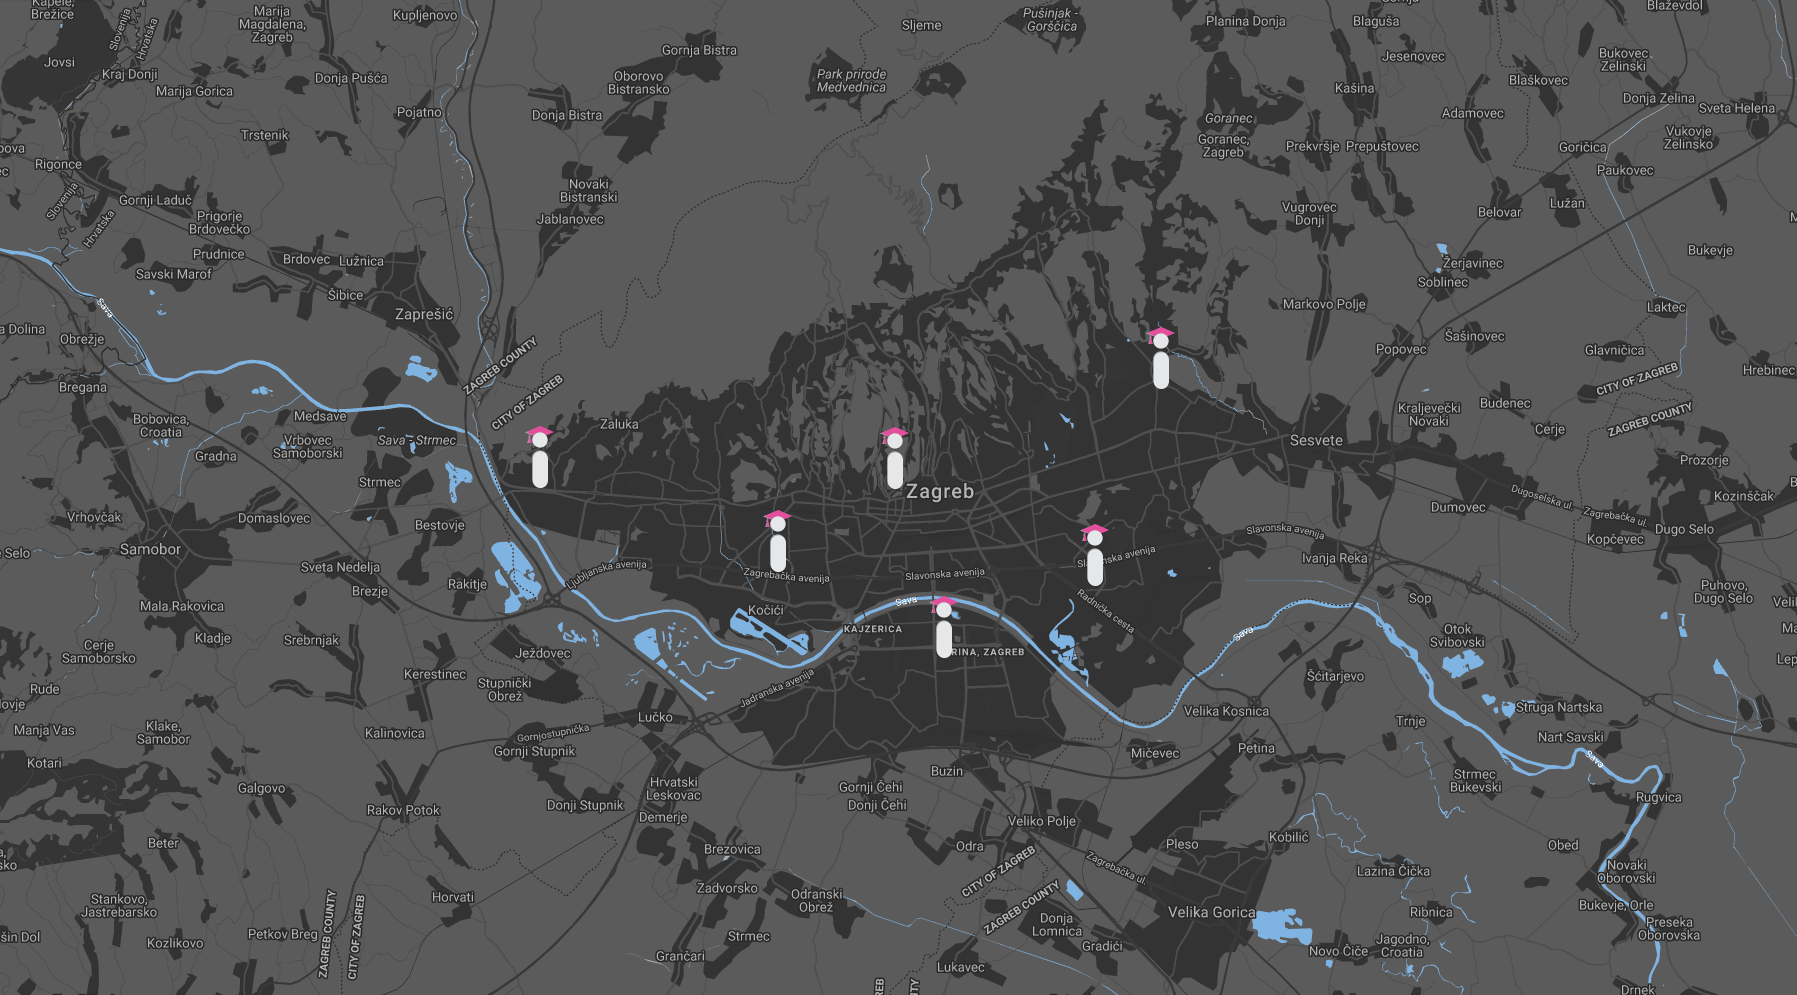 Brežice
Kupljenovo
Marija
Magdalena,
Zagreb
Slovenija
Hrvatska
Sljeme
Pušinjak -
Gorščica
Planina Donja
Blaguša
Blaževdol
Jovsi
Kraj Donji
Donja Pušća
Marija Gorica
Gornja Bistra
Oborovo
Bistransko
Park prirode
Medvednica
Jesenovec
Bukovec
Zelinski
Blaškovec
Kašina
Donja Zelina
Sveta Helena
Pojatno
Donja Bistra
Goranec
Adamovec
Trstenik
Goranec,
Zagreb
Prekvršje
Prepuštovec
Vukovje
Zelinsko
Goričica
Rigonce
Paukovec
Slovenija
Hrvatska
Gornji Laduč
Novaki
Bistranski
Jablanovec
Prigorje
Brdovečko
Vugrovec
Donji
Belovar
Lužan
Prudnice
Brdovec
Lužnica
Savski Marof
Bukevje
Žerjavinec
Soblinec
Šibice
Sava
Zaprešić
Markovo Polje
Laktec
a Dolina
Obrežje
Šašinovec
Popovec
Glavničica
ZAGREB COUNTY
CITY OF ZAGREB
Bregana
CITY OF ZAGREB
ZAGREB COUNTY
Hrebinec
Kraljevečki
Novaki
Budenec
Cerje
Bobovica,
Croatia
Medsave
Zaluka
Vrbovec
Samoborski
Sava - Strmec
Gradna
Sesvete
Prozorje
Strmec
Zagreb
Dugoselska ul.
Zagrebačka ul.
Kozinščak
Dumovec
Vrhovčak
Domaslovec
Bestovje
Slavonska avenija
Dugo Selo
Kopčevec
Selo
Samobor
Sveta Nedelja
Ivanja Reka
Ljubljanska avenija
Zagrebačka avenija
Slavonska avenija
Rakitje
Brezje
Puhovo,
Dugo Selo
Mala Rakovica
Kočići
Sava
Radnička cesta
Sop
KAJZERICA
RINA, ZAGREB
Sava
Otok
Svibovski
Kladje
Srebrnjak
Cerje
Samoborsko
Ježdovec
Kerestinec
Stupnički
Obrež
Jadranska avenija
Šćitarjevo
Rude
Manja Vas
Klake,
Samobor
Kalinovica
Lučko
Gornjostupnička
Gornji Stupnik
Velika Kosnica
Trnje
Struga Nartska
Nart Savski
Sava
Mičevec
Petina
Kotari
Buzin
Strmec
Bukevski
Galgovo
Hrvatski
Leskovac
Gornji Čehi
Donji Čehi
Rugvica
Rakov Potok
Donji Stupnik
Demerje
Veliko Polje
Kobilić
Beter
Brezovica
Odra
Pleso
Obed
CITY OF ZAGREB
ZAGREB COUNTY
Zagrebačka ul.
Lazina Čička
Novaki
Oborovski
Zadvorsko
Odranski
Obrež
Horvati
Stankovo,
Jastrebarsko
Donja
Lomnica
Velika Gorica
Ribnica
Bukevje, Orle
Preseka
Oborovska
ZAGREB COUNTY
CITY OF ZAGREB
Petkov Breg
šin Dol
Kozlikovo
Strmec
Gradići
Jagodno,
Croatia
Novo Čiče
Grančari
Lukavec
Drnek